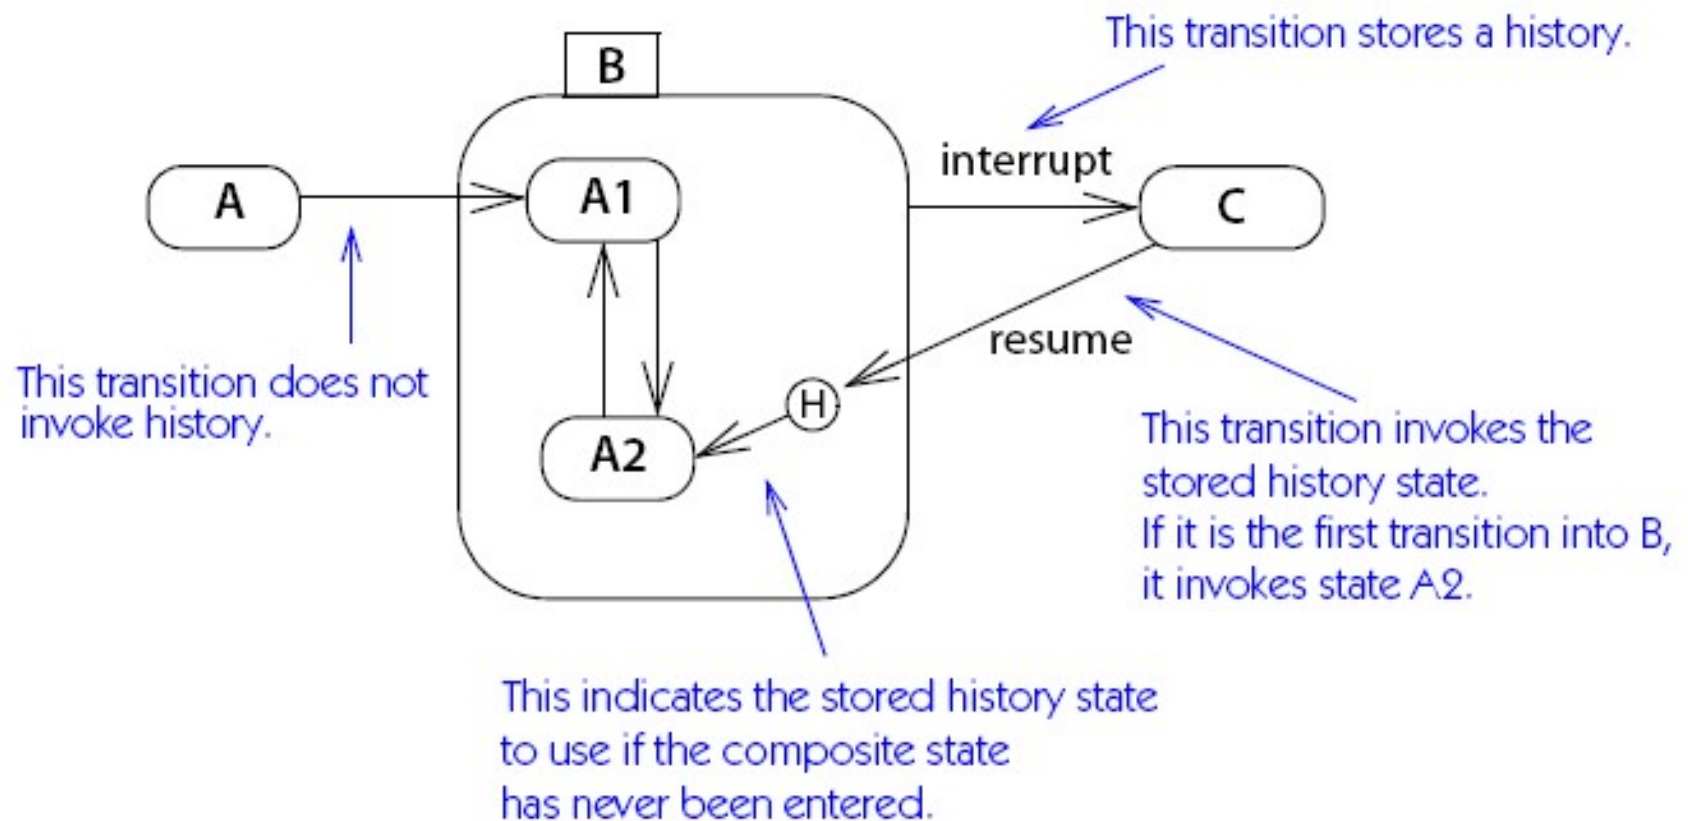 This transition stores a history.
B
interrupt
A
A1
C
resume
This transition does not
invoke history.
H
A2
This transition invokes the
stored history state.
If it is the first transition into B,
it invokes state A2.
This indicates the stored history state
to use if the composite state
has never been entered.